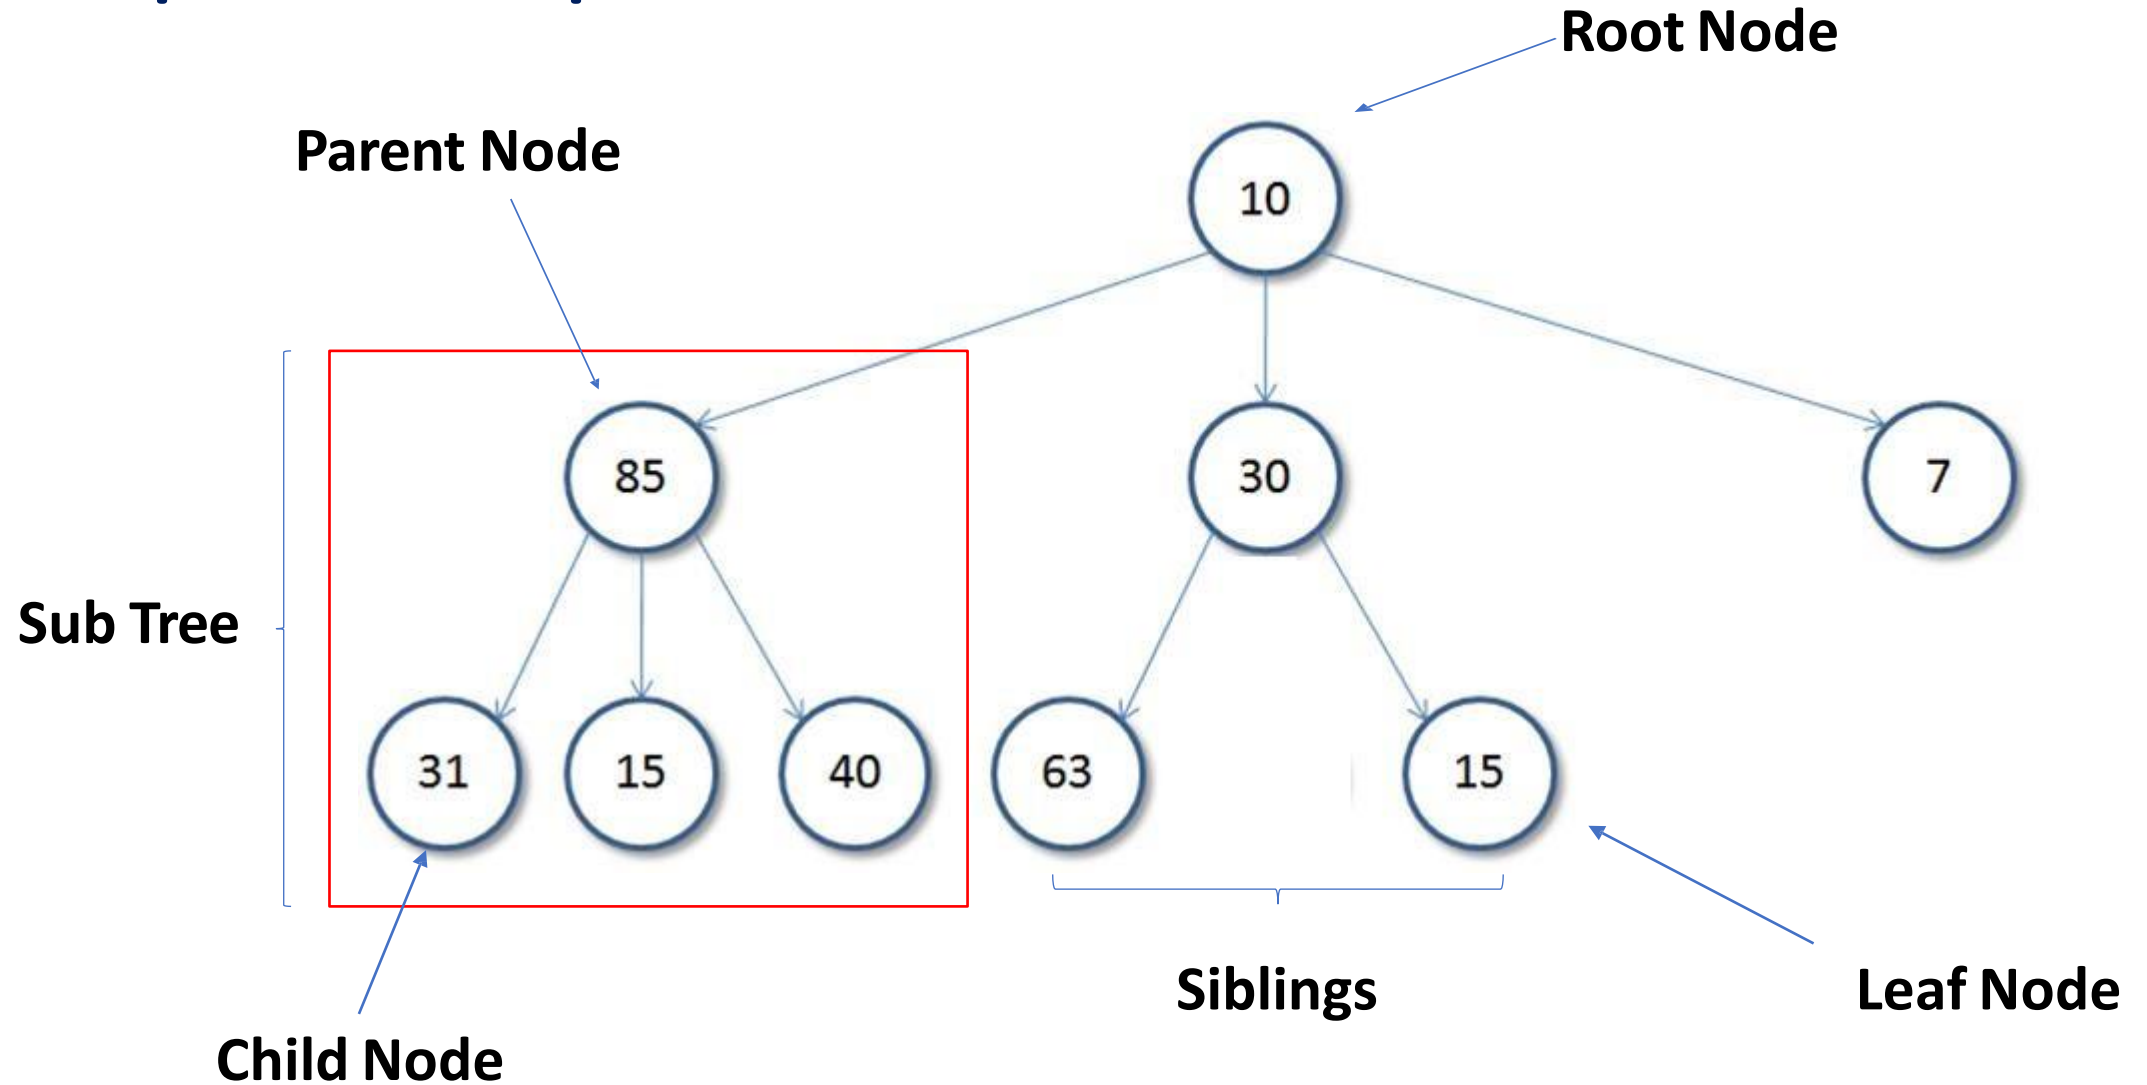 Root Node
Parent Node
10
85
30
7
Sub Tree
31
15
40
63
15
Siblings
Leaf Node
Child Node